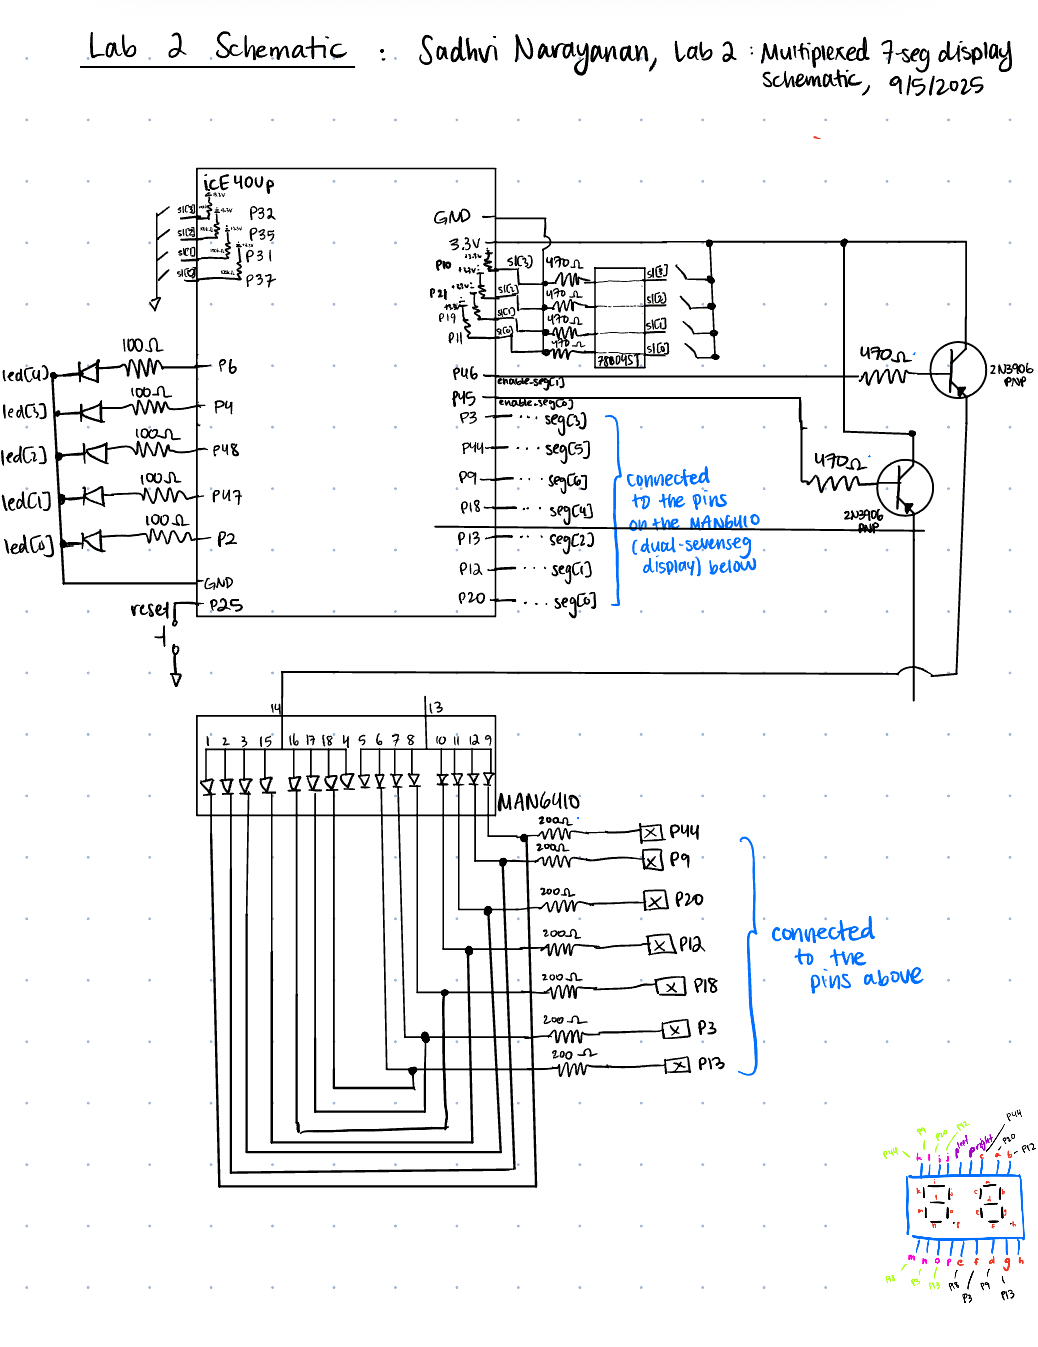 Lab 2 Schematic : Sadhvi Narayanan, Lab 2 : Multiplexed 7-seg display
Schematic, 9/5/2025
iCE40Up
s1[3] P32
s1[2] P35
s1[1] P31
s1[0] P37
GND
3.3V
P10
s1[3]
470Ω
s1[3]
P21
s1[2]
470Ω
s1[2]
P19
s1[1]
470Ω
s1[1]
P11
s1[0]
470Ω
s1[0]
led[4] 100Ω P6
led[3] 100Ω P4
led[2] 100Ω P48
led[1] 100Ω P47
led[0] 100Ω P2
GND
reset P25
P46 enable-seg[1]
470Ω
2N3906
PNP
P45 enable-seg[0]
470Ω
2N3906
PNP
P3 ... seg[3]
P44 ... seg[5]
P9 ... seg[6]
P18 ... seg[4]
P13 ... seg[2]
P12 ... seg[1]
P20 ... seg[0]
connected
to the pins
on the MAN6410
(dual-sevenseg
display) below
14 13
1 2 3 15 16 17 18 4 5 6 7 8 10 11 12 9
MAN6410
200Ω P44
200Ω P9
200Ω P20
200Ω P12
200Ω P18
200Ω P3
200Ω P13
connected
to the
pins above
P44
P20
P12
P3
P13